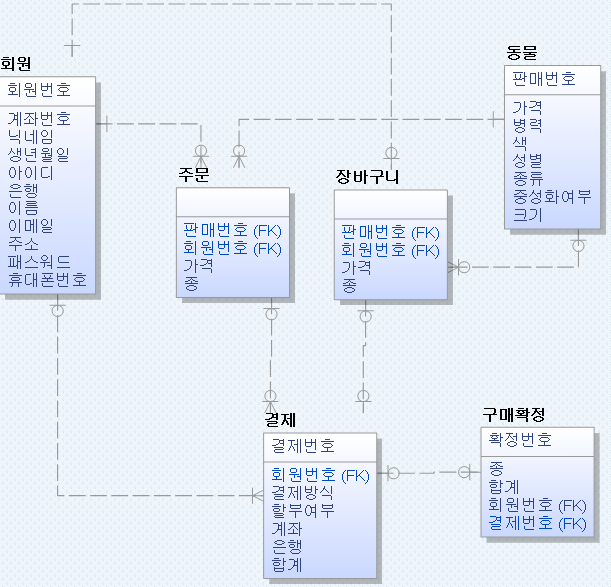 회원
회원번호
계좌번호
닉네임
생년월일
아이디
은행
이름
이메일
주소
패스워드
휴대폰번호
주문
판매번호 (FK)
회원번호 (FK)
가격
종
장바구니
판매번호 (FK)
회원번호 (FK)
가격
종
동물
판매번호
가격
병력
색
성별
종류
중성화여부
크기
결제
결제번호
회원번호 (FK)
결제방식
할부여부
계좌
은행
합계
구매확정
확정번호
종
합계
회원번호 (FK)
결제번호 (FK)